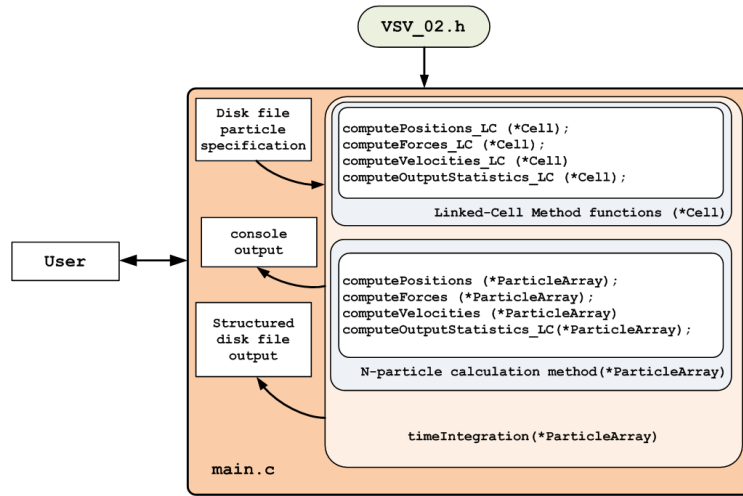 VSV_02.h
Disk file
particle
specification
computePositions_LC (*Cell);
computeForces_LC (*Cell);
computeVelocities_LC (*Cell)
computeOutputStatistics_LC (*Cell);
Linked-Cell Method functions (*Cell)
console
output
User
computePositions (*ParticleArray);
computeForces (*ParticleArray);
computeVelocities (*ParticleArray)
computeOutputStatistics_LC(*ParticleArray);
Structured
disk file
output
N-particle calculation method(*ParticleArray)
timeIntegration(*ParticleArray)
main.c